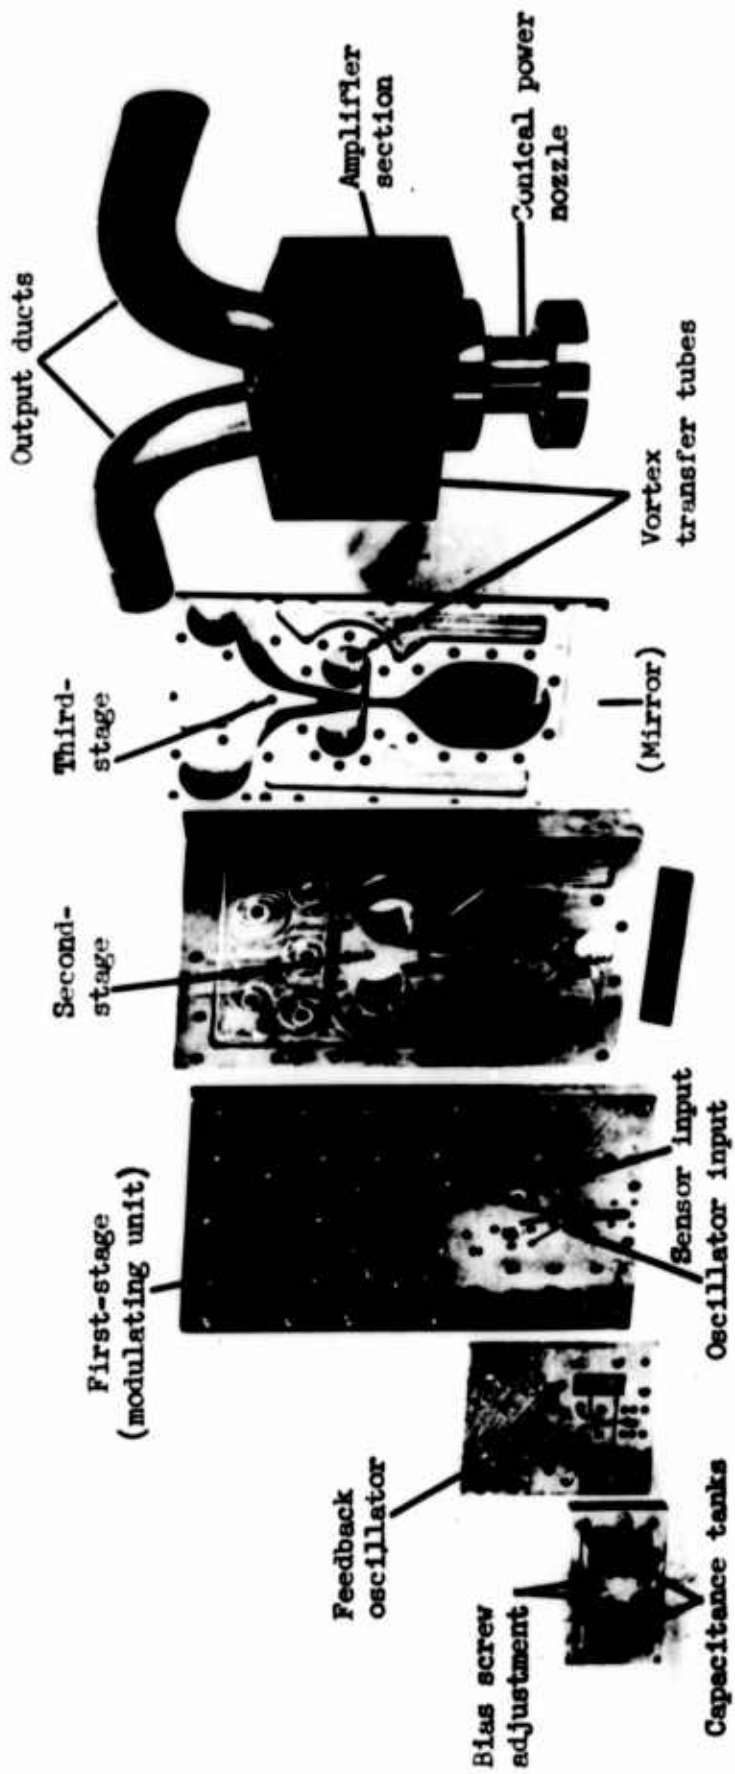 Output ducts
Amplifier
section
Conical power
nozzle
Third-
stage
Vortex
transfer tubes
(Mirror)
Second-
stage
First-stage
(modulating unit)
Sensor input
Oscillator input
Feedback
oscillator
Bias screw
adjustment
Capacitance tanks